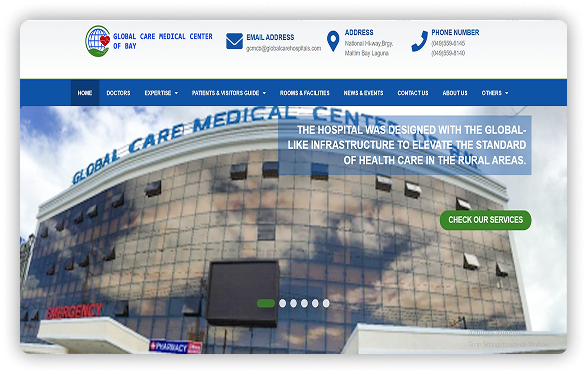 GLOBAL CARE MEDICAL CENTER
OF BAY
EMAIL ADDRESS
gcmcb@globalcarehospitals.com
ADDRESS
National Hi-way,Brgy.
Maitim Bay Laguna
PHONE NUMBER
(049)559-0145
(049)559-8140
HOME
DOCTORS
EXPERTISE
PATIENTS & VISITORS GUIDE
ROOMS & FACILITIES
NEWS & EVENTS
CONTACT US
ABOUT US
OTHERS
GLOBAL CARE MEDICAL CENTER OF BAY
THE HOSPITAL WAS DESIGNED WITH THE GLOBAL-
LIKE INFRASTRUCTURE TO ELEVATE THE STANDARD
OF HEALTH CARE IN THE RURAL AREAS.
CHECK OUR SERVICES
EMERGENCY
PHARMACY